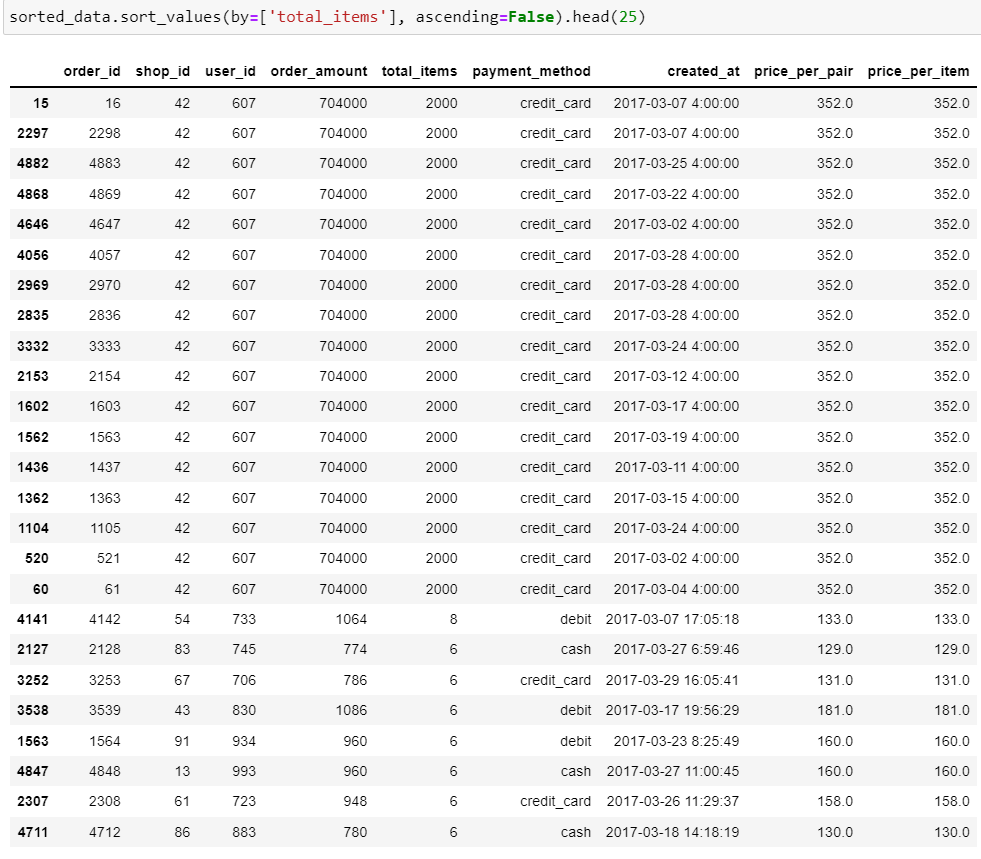 sorted_data.sort_values(by=['total_items'], ascending=False).head(25)
order_id shop_id user_id order_amount total_items payment_method created_at price_per_pair price_per_item
15 16 42 607 704000 2000 credit_card 2017-03-07 4:00:00 352.0 352.0
2297 2298 42 607 704000 2000 credit_card 2017-03-07 4:00:00 352.0 352.0
4882 4883 42 607 704000 2000 credit_card 2017-03-25 4:00:00 352.0 352.0
4868 4869 42 607 704000 2000 credit_card 2017-03-22 4:00:00 352.0 352.0
4646 4647 42 607 704000 2000 credit_card 2017-03-02 4:00:00 352.0 352.0
4056 4057 42 607 704000 2000 credit_card 2017-03-28 4:00:00 352.0 352.0
2969 2970 42 607 704000 2000 credit_card 2017-03-28 4:00:00 352.0 352.0
2835 2836 42 607 704000 2000 credit_card 2017-03-28 4:00:00 352.0 352.0
3332 3333 42 607 704000 2000 credit_card 2017-03-24 4:00:00 352.0 352.0
2153 2154 42 607 704000 2000 credit_card 2017-03-12 4:00:00 352.0 352.0
1602 1603 42 607 704000 2000 credit_card 2017-03-17 4:00:00 352.0 352.0
1562 1563 42 607 704000 2000 credit_card 2017-03-19 4:00:00 352.0 352.0
1436 1437 42 607 704000 2000 credit_card 2017-03-11 4:00:00 352.0 352.0
1362 1363 42 607 704000 2000 credit_card 2017-03-15 4:00:00 352.0 352.0
1104 1105 42 607 704000 2000 credit_card 2017-03-24 4:00:00 352.0 352.0
520 521 42 607 704000 2000 credit_card 2017-03-02 4:00:00 352.0 352.0
60 61 42 607 704000 2000 credit_card 2017-03-04 4:00:00 352.0 352.0
4141 4142 54 733 1064 8 debit 2017-03-07 17:05:18 133.0 133.0
2127 2128 83 745 774 6 cash 2017-03-27 6:59:46 129.0 129.0
3252 3253 67 706 786 6 credit_card 2017-03-29 16:05:41 131.0 131.0
3538 3539 43 830 1086 6 debit 2017-03-17 19:56:29 181.0 181.0
1563 1564 91 934 960 6 debit 2017-03-23 8:25:49 160.0 160.0
4847 4848 13 993 960 6 cash 2017-03-27 11:00:45 160.0 160.0
2307 2308 61 723 948 6 credit_card 2017-03-26 11:29:37 158.0 158.0
4711 4712 86 883 780 6 cash 2017-03-18 14:18:19 130.0 130.0